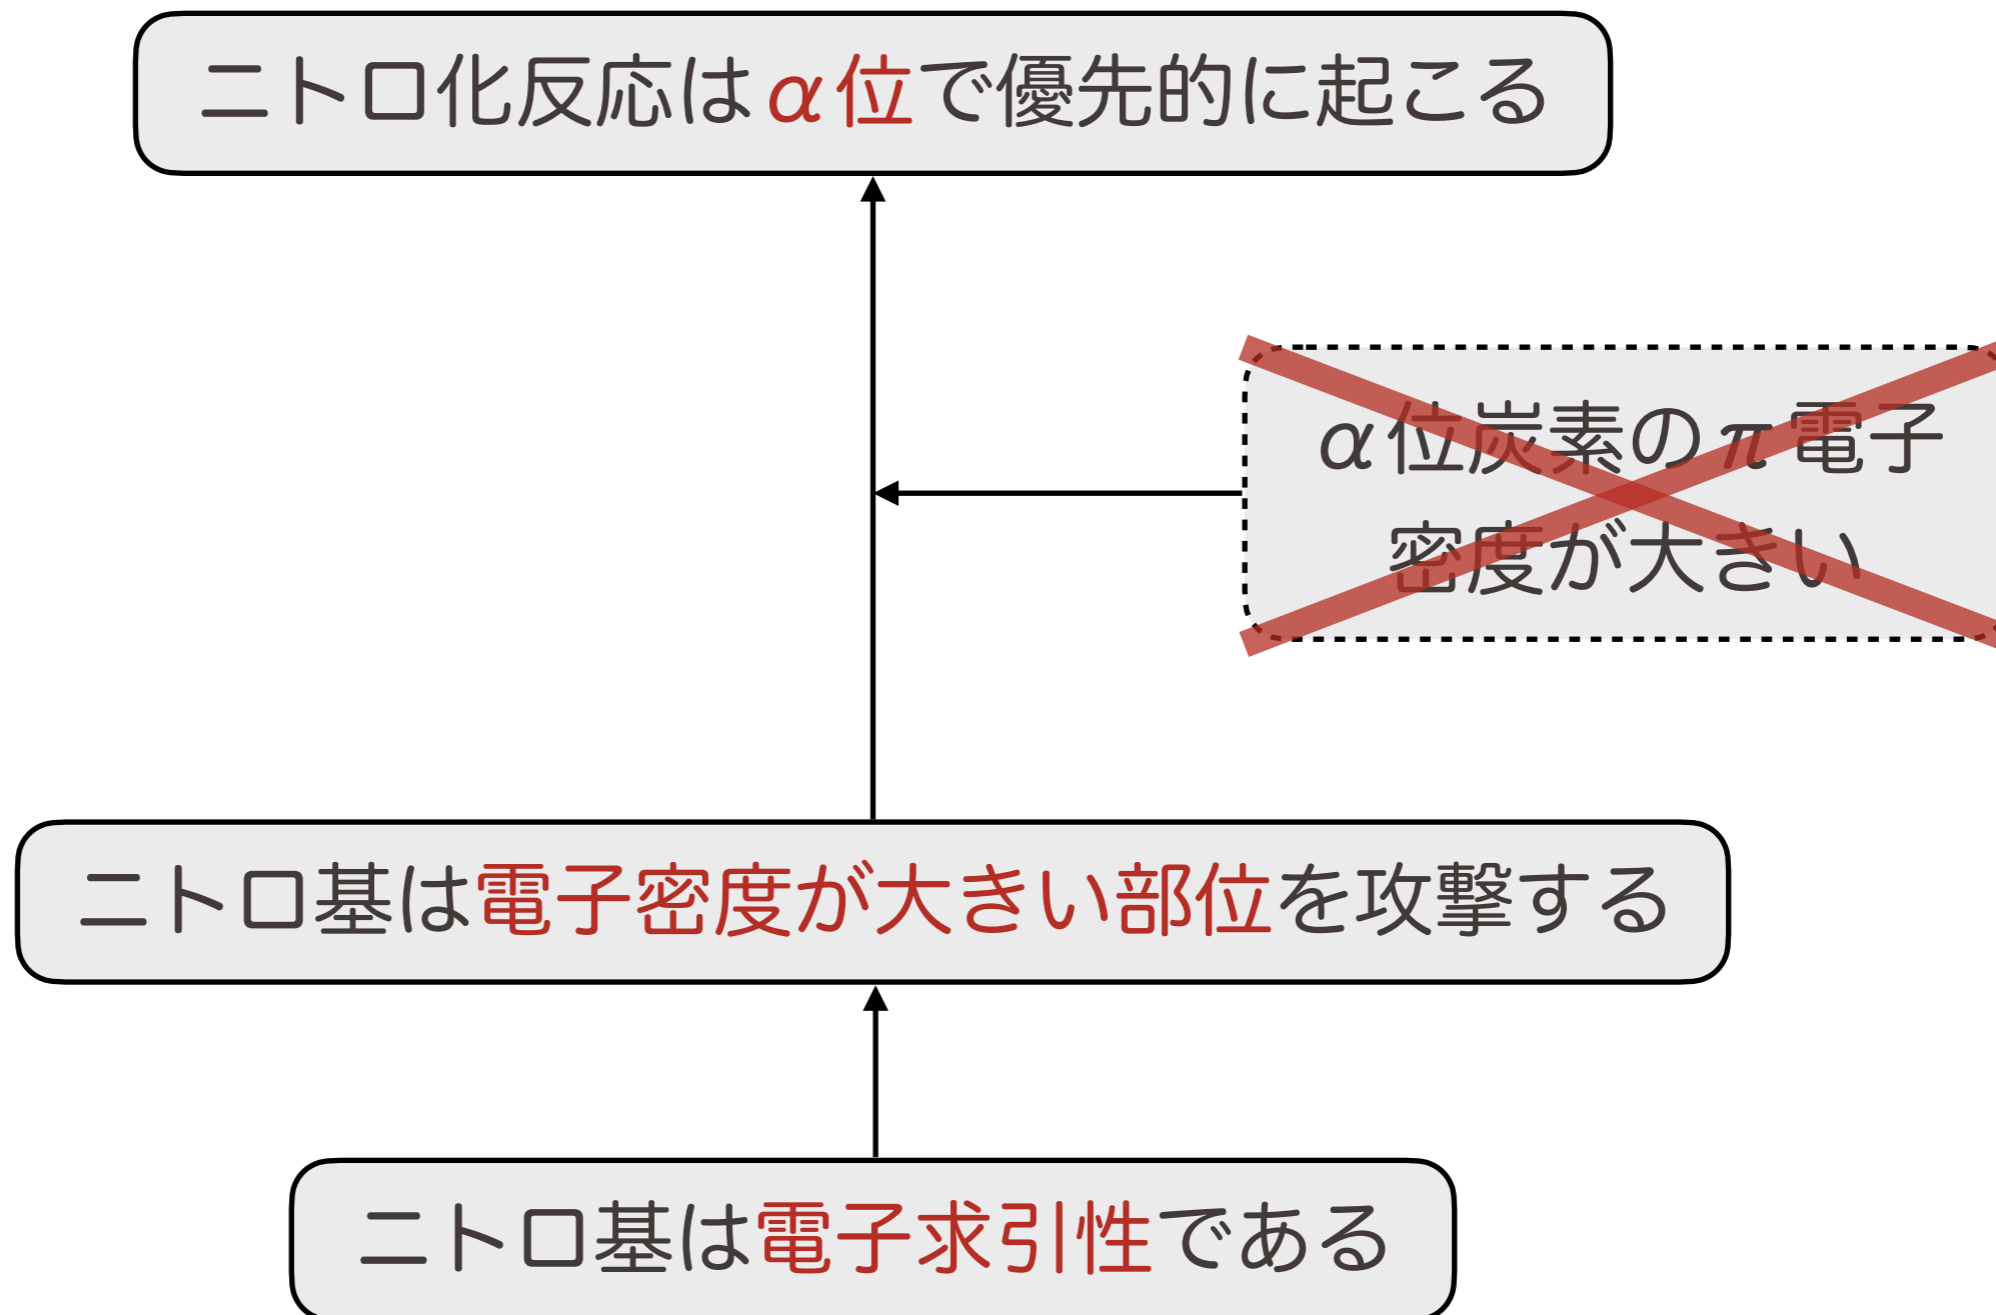 ニトロ化反応はα位で優先的に起こる
α位炭素のπ電子
密度が大きい
ニトロ基は電子密度が大きい部位を攻撃する
ニトロ基は電子求引性である